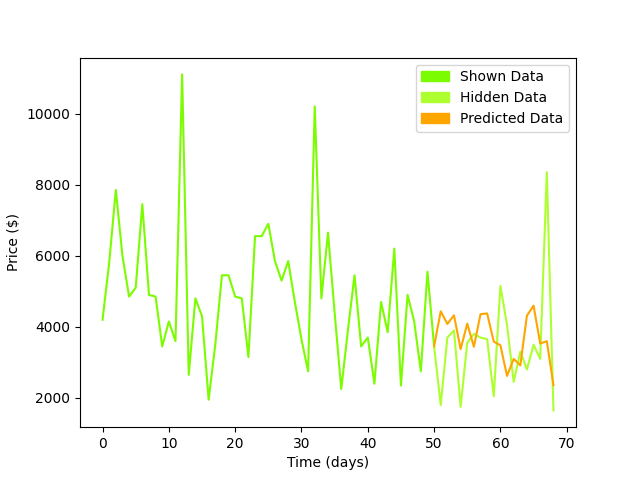 Shown Data
Hidden Data
Predicted Data
10000
8000
6000
4000
2000
Price ($)
0 10 20 30 40 50 60 70
Time (days)